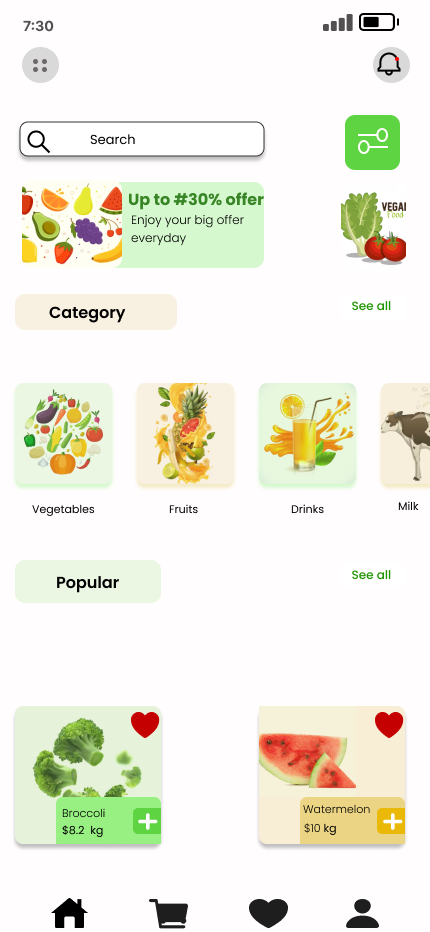 7:30
Search
Up to #30% offer
Enjoy your big offer
everyday
VEGAN
food
Category
See all
Vegetables
Fruits
Drinks
Milk
Popular
See all
Broccoli
$8.2 kg
Watermelon
$10 kg